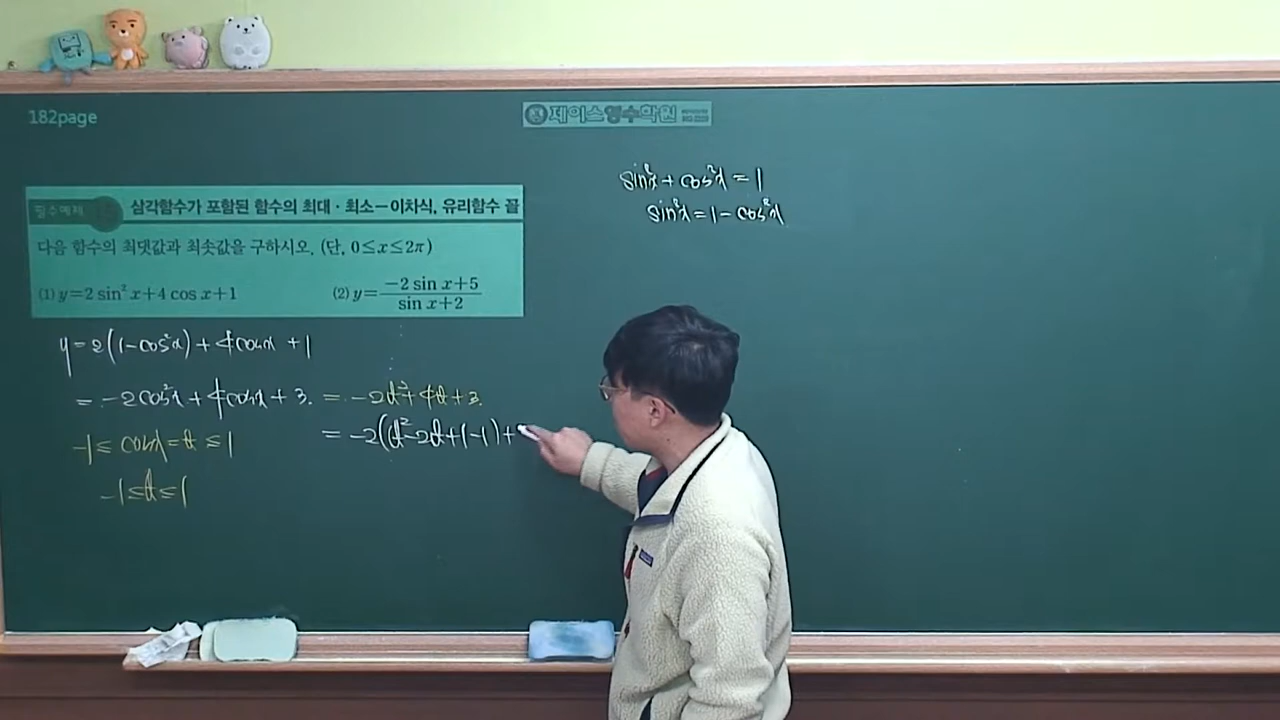 182page
제이스영수학원
필수예제
삼각함수가 포함된 함수의 최대·최소-이차식, 유리함수 꼴
다음 함수의 최댓값과 최솟값을 구하시오. (단, 0≤x≤2π)
(1) y=2 sin² x+4 cos x+1
(2) y=(-2 sin x+5)/(sin x+2)
sin²x+cos²x=1
sin²x=1-cos²x
y=2(1-cos²x)+4cosx+1
=-2cos²x+4cosx+3. =-2t²+4t+3.
-1≤cosx=t≤1
=-2(t²-2t+1-1)+
-1≤t≤1